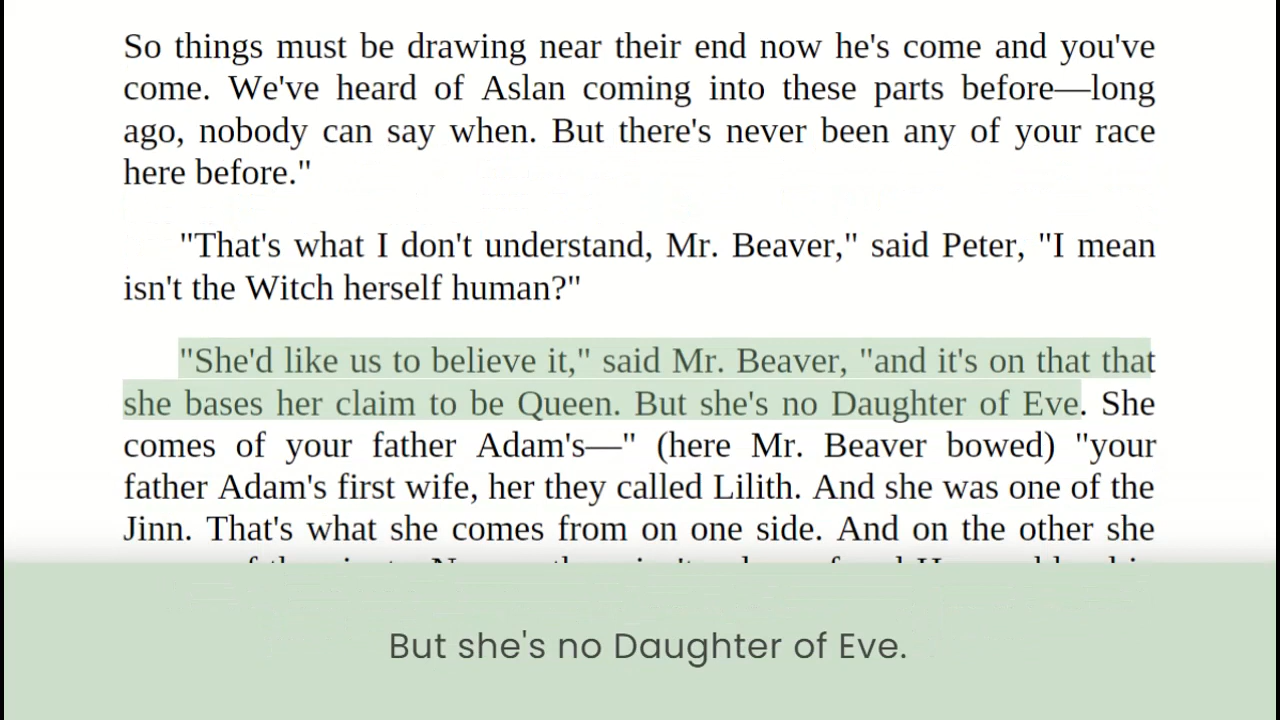 So things must be drawing near their end now he's come and you've
come. We've heard of Aslan coming into these parts before—long
ago, nobody can say when. But there's never been any of your race
here before."
"That's what I don't understand, Mr. Beaver," said Peter, "I mean
isn't the Witch herself human?"
"She'd like us to believe it," said Mr. Beaver, "and it's on that that
she bases her claim to be Queen. But she's no Daughter of Eve. She
comes of your father Adam's—" (here Mr. Beaver bowed) "your
father Adam's first wife, her they called Lilith. And she was one of the
Jinn. That's what she comes from on one side. And on the other she
But she's no Daughter of Eve.